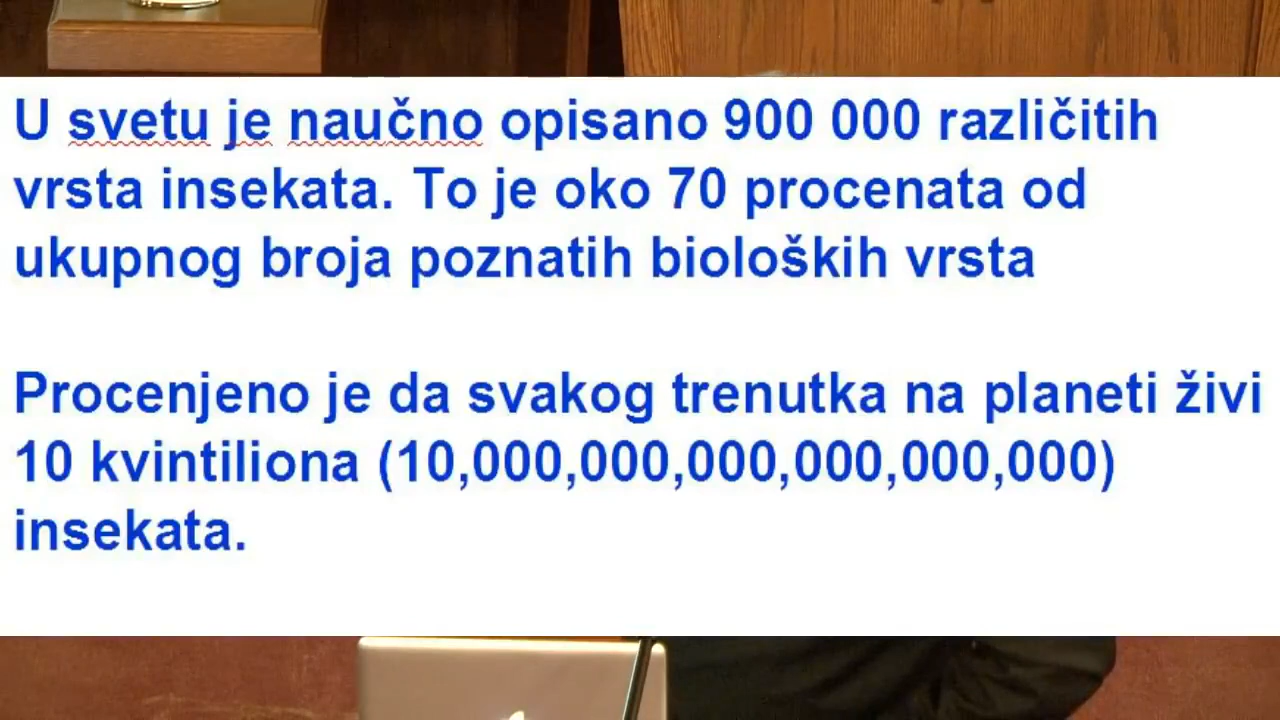 U svetu je naučno opisano 900 000 različitih
vrsta insekata. To je oko 70 procenata od
ukupnog broja poznatih bioloških vrsta
Procenjeno je da svakog trenutka na planeti živi
10 kvintiliona (10,000,000,000,000,000,000)
insekata.